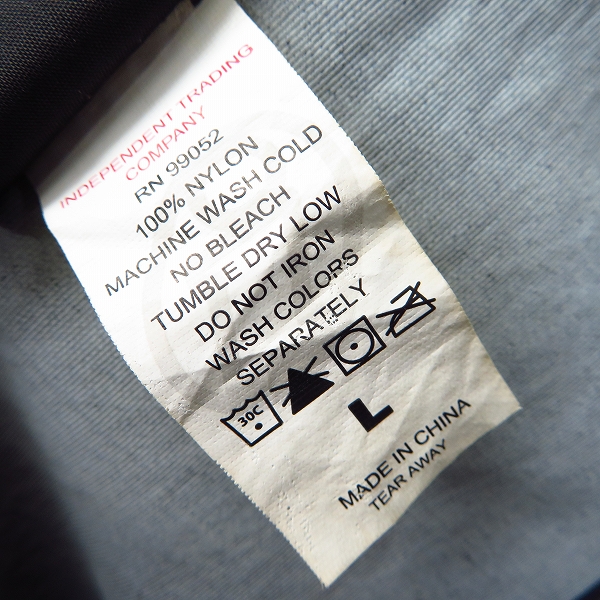 INDEPENDENT TRADING
COMPANY
RN 99052
100% NYLON
MACHINE WASH COLD
NO BLEACH
TUMBLE DRY LOW
DO NOT IRON
WASH COLORS
SEPARATELY
30C
L
MADE IN CHINA
TEAR AWAY